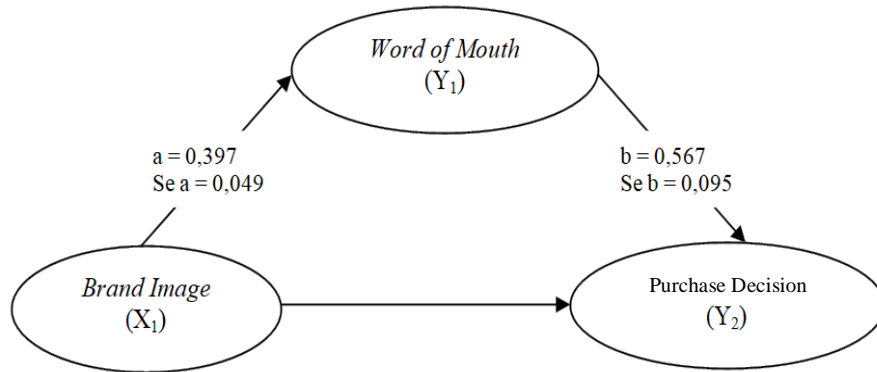 Word of Mouth
(Y₁)
a = 0,397
Se a = 0,049
b = 0,567
Se b = 0,095
Brand Image
(X₁)
Purchase Decision
(Y₂)